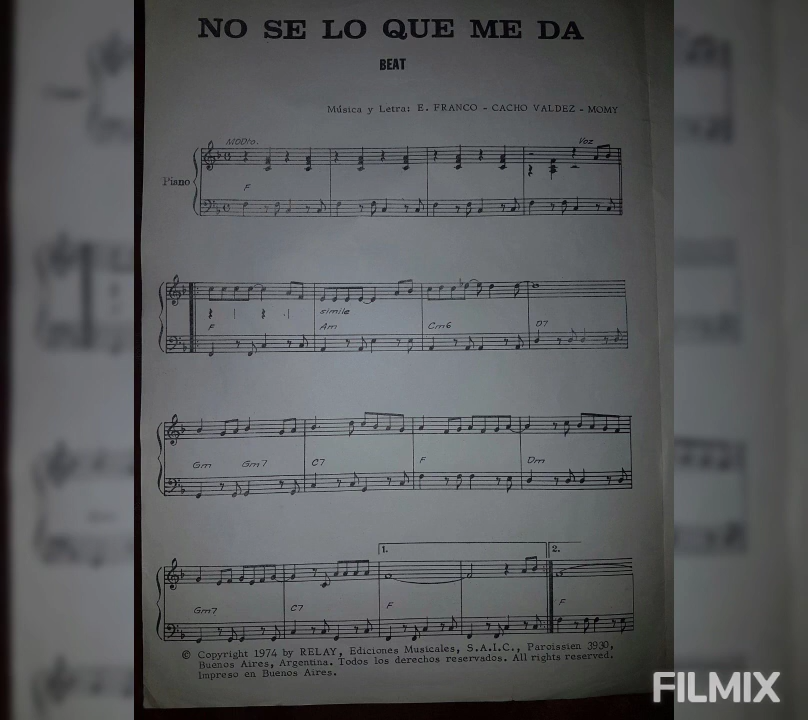 NO SE LO QUE ME DA
BEAT
Música y Letra: E. FRANCO - CACHO VALDEZ - MOMY
MODTO.
Voz
Piano
F
simile
F Am Cm6 D7
Gm Gm7 C7 F Dm
1. 2.
Gm7 C7 F F
© Copyright 1974 by RELAY, Ediciones Musicales, S.A.I.C., Paroissien 3930,
Buenos Aires, Argentina. Todos los derechos reservados. All rights reserved.
Impreso en Buenos Aires.
FILMIX